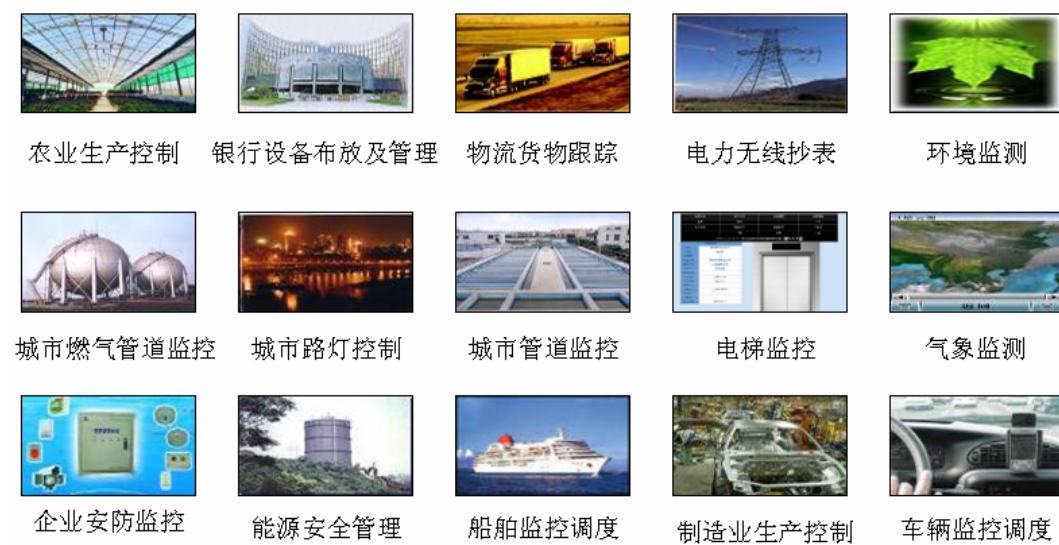 农业生产控制 银行设备布放及管理 物流货物跟踪 电力无线抄表 环境监测
城市燃气管道监控 城市路灯控制 城市管道监控 电梯监控 气象监测
企业安防监控 能源安全管理 船舶监控调度 制造业生产控制 车辆监控调度